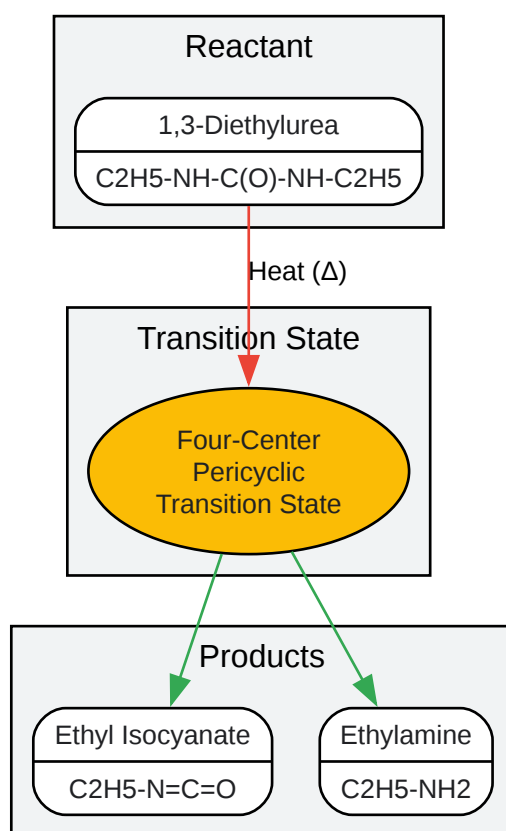 Reactant
1,3-Diethylurea
C2H5-NH-C(O)-NH-C2H5
Heat (Δ)
Transition State
Four-Center
Pericyclic
Transition State
Products
Ethyl Isocyanate
C2H5-N=C=O
Ethylamine
C2H5-NH2